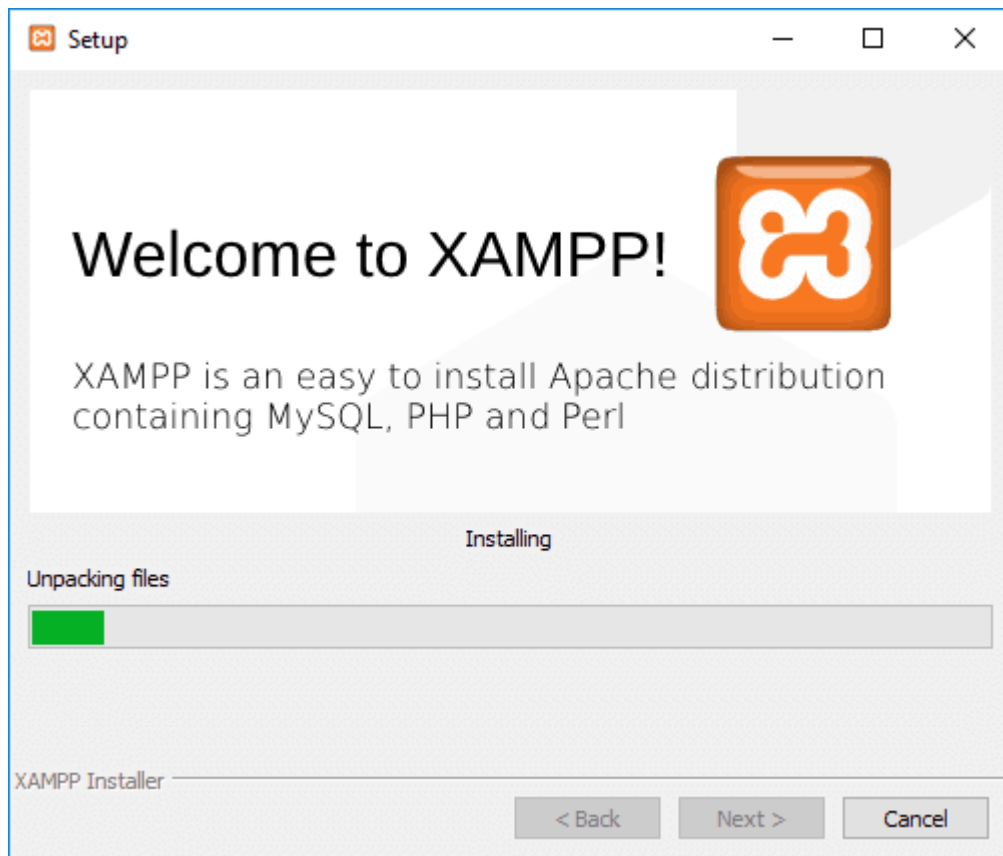 Setup
Welcome to XAMPP!
XAMPP is an easy to install Apache distribution
containing MySQL, PHP and Perl
Installing
Unpacking files
XAMPP Installer
< Back
Next >
Cancel